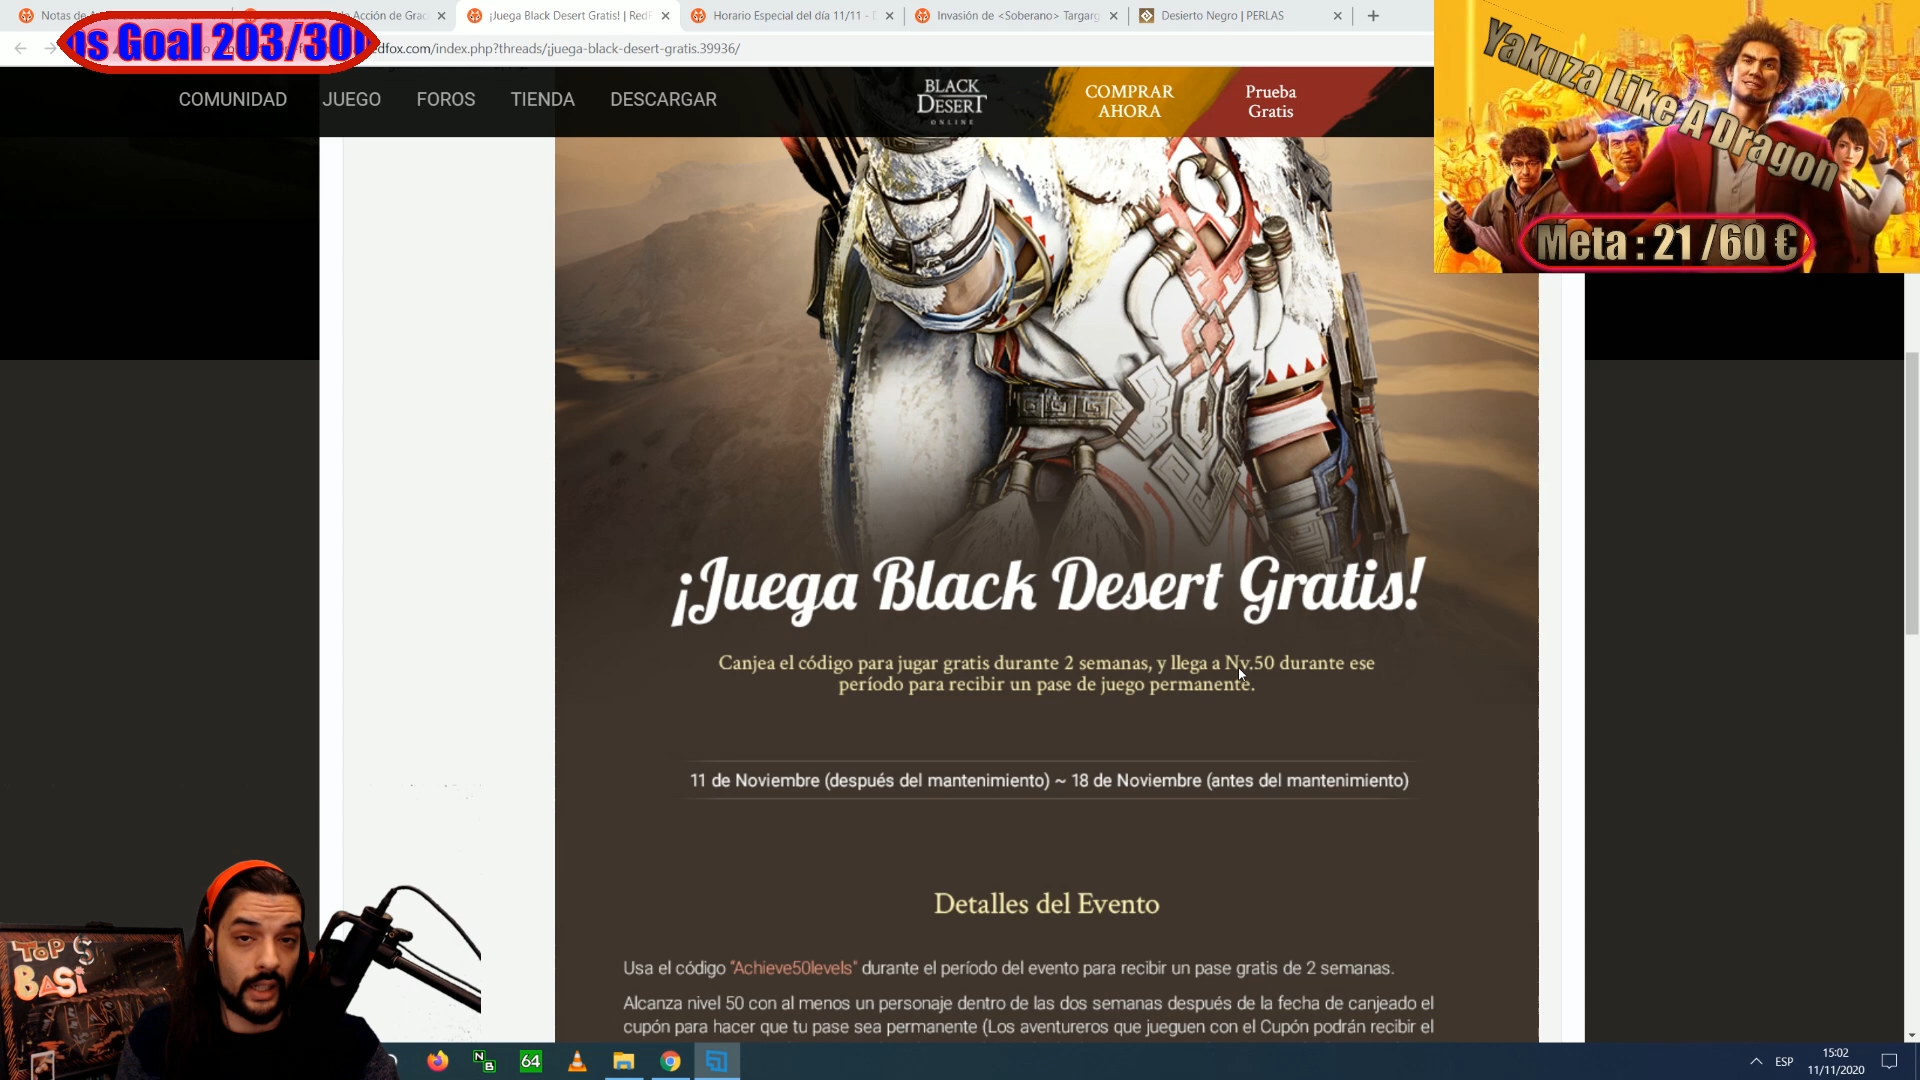 Notas de A
Acción de Graci
¡Juega Black Desert Gratis! | RedF
Horario Especial del día 11/11 - D
Invasión de <Soberano> Targarg
Desierto Negro | PERLAS
s Goal 203/30
dfox.com/index.php?threads/¡juega-black-desert-gratis.39936/
COMUNIDAD JUEGO FOROS TIENDA DESCARGAR
BLACK
DESERT
ONLINE
COMPRAR
AHORA
Prueba
Gratis
Yakuza Like A Dragon
Meta : 21 /60 €
¡Juega Black Desert Gratis!
Canjea el código para jugar gratis durante 2 semanas, y llega a Nv.50 durante ese
período para recibir un pase de juego permanente.
11 de Noviembre (después del mantenimiento) ~ 18 de Noviembre (antes del mantenimiento)
Detalles del Evento
Usa el código "Achieve50levels" durante el período del evento para recibir un pase gratis de 2 semanas.
Alcanza nivel 50 con al menos un personaje dentro de las dos semanas después de la fecha de canjeado el
cupón para hacer que tu pase sea permanente (Los aventureros que jueguen con el Cupón podrán recibir el
TOP 5
BASI
N
B
64
ESP
15:02
11/11/2020